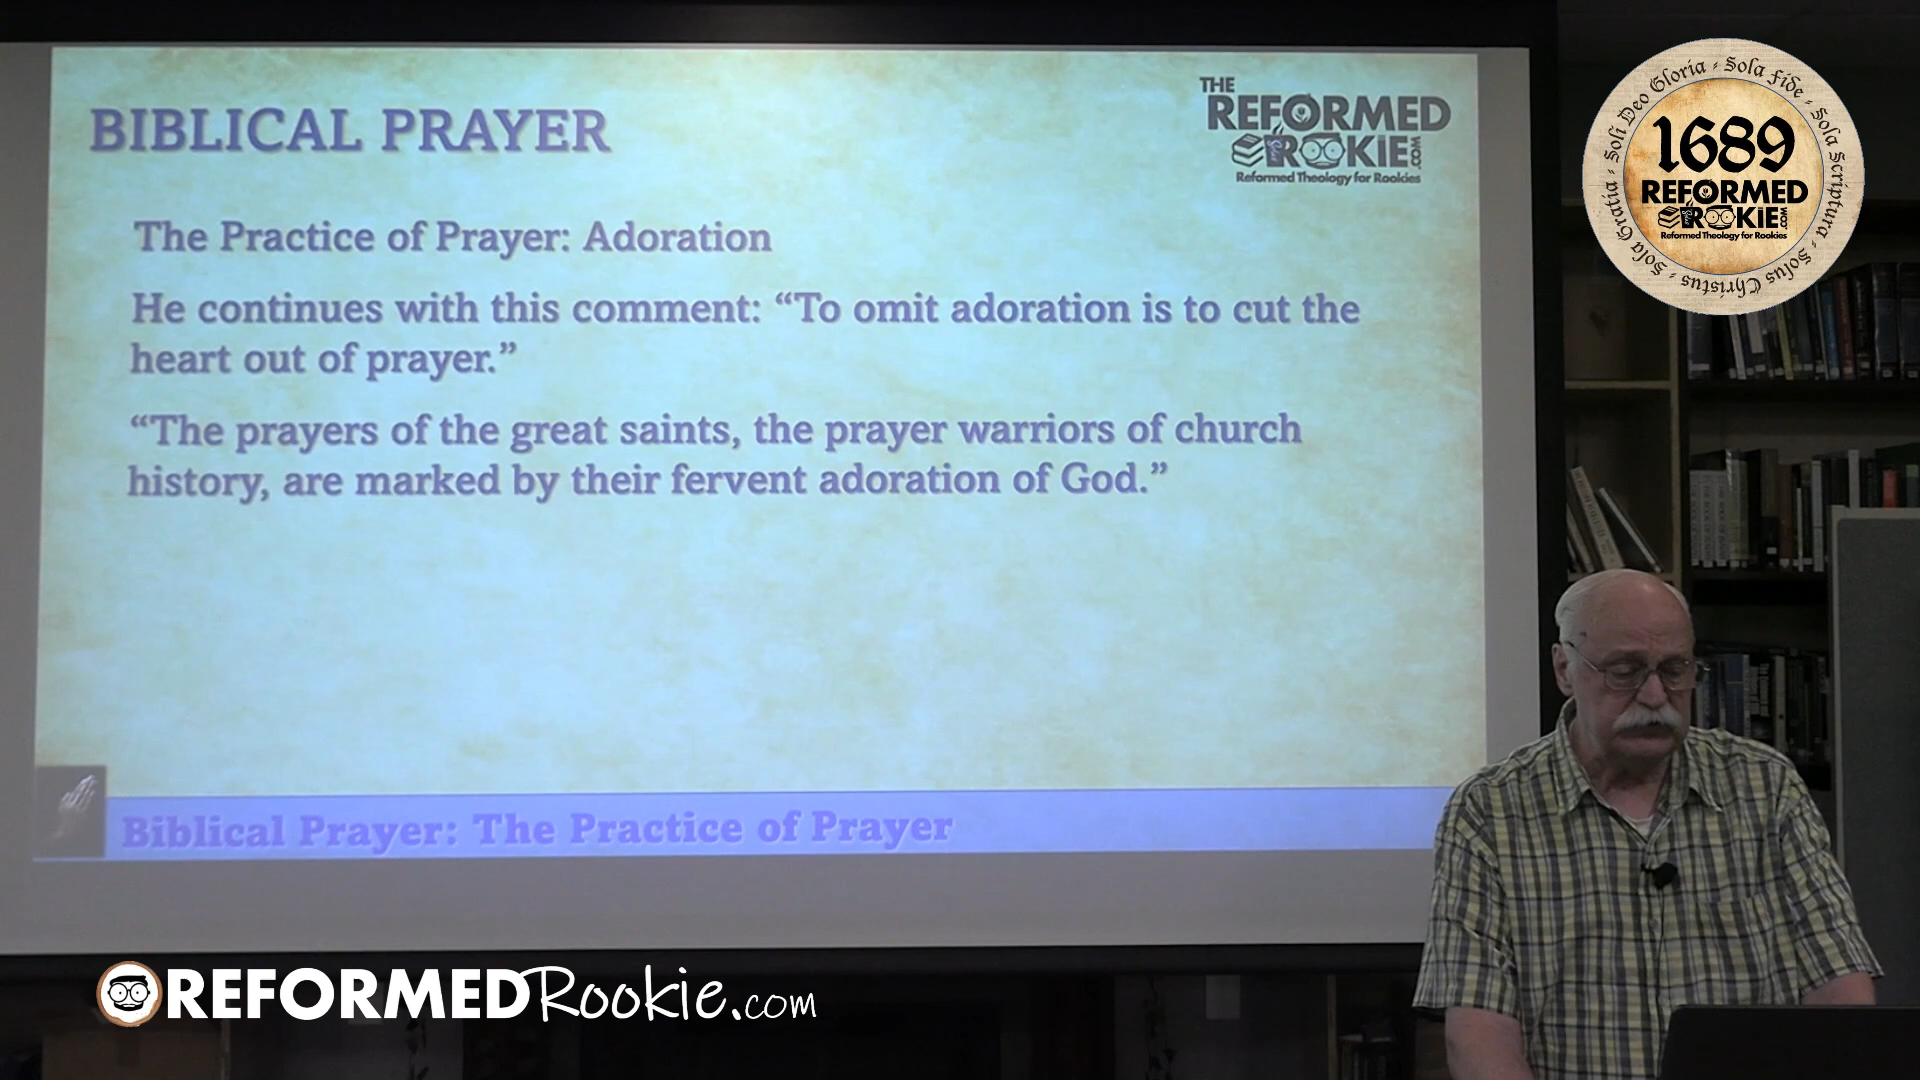 BIBLICAL PRAYER
THE
REFORMED
ROOKIE
.COM
Reformed Theology for Rookies
The Practice of Prayer: Adoration
He continues with this comment: “To omit adoration is to cut the
heart out of prayer.”
“The prayers of the great saints, the prayer warriors of church
history, are marked by their fervent adoration of God.”
Biblical Prayer: The Practice of Prayer
Sola Gratia - Soli Deo Gloria - Sola Fide - Sola Scriptura - Solus Christus -
1689
REFORMED
ROOKIE
.COM
Reformed Theology for Rookies
REFORMEDRookie.com